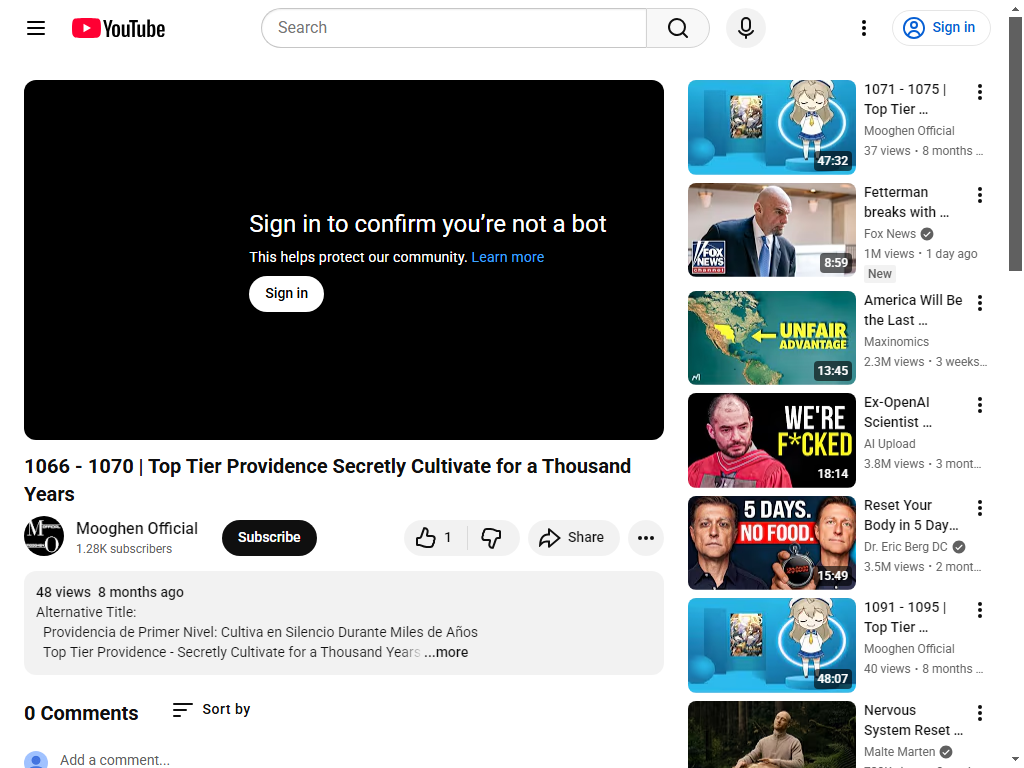 YouTube
Search
Sign in
Sign in to confirm you’re not a bot
This helps protect our community. Learn more
Sign in
1066 - 1070 | Top Tier Providence Secretly Cultivate for a Thousand
Years
Mooghen Official
1.28K subscribers
Subscribe
1
Share
48 views 8 months ago
Alternative Title:
Providencia de Primer Nivel: Cultiva en Silencio Durante Miles de Años
Top Tier Providence - Secretly Cultivate for a Thousand Years ...more
0 Comments
Sort by
Add a comment...
47:32
1071 - 1075 |
Top Tier …
Mooghen Official
37 views • 8 months …
FOX
NEWS
channel
8:59
Fetterman
breaks with …
Fox News
1M views • 1 day ago
New
UNFAIR
ADVANTAGE
13:45
America Will Be
the Last …
Maxinomics
2.3M views • 3 weeks…
WE'RE
F*CKED
18:14
Ex-OpenAI
Scientist …
AI Upload
3.8M views • 3 mont…
5 DAYS.
NO FOOD.
15:49
Reset Your
Body in 5 Day…
Dr. Eric Berg DC
3.5M views • 2 mont…
48:07
1091 - 1095 |
Top Tier …
Mooghen Official
40 views • 8 months …
Nervous
System Reset …
Malte Marten